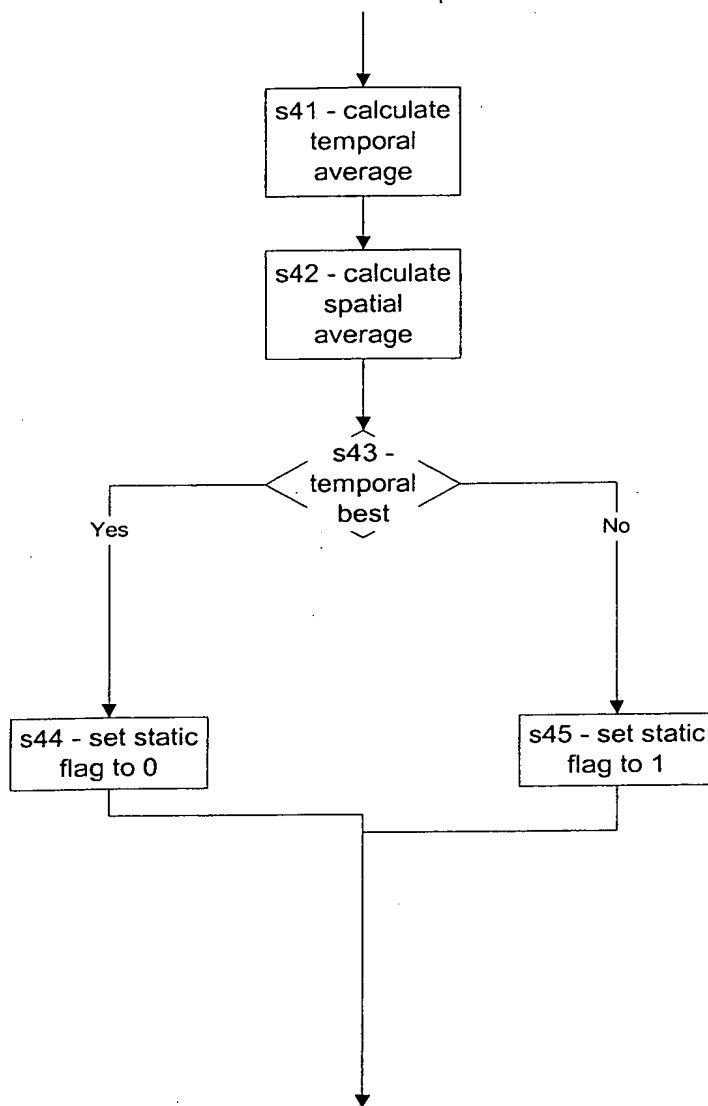 s41 - calculate
temporal
average
s42 - calculate
spatial
average
s43 -
temporal
best
Yes
No
s44 - set static
flag to 0
s45 - set static
flag to 1